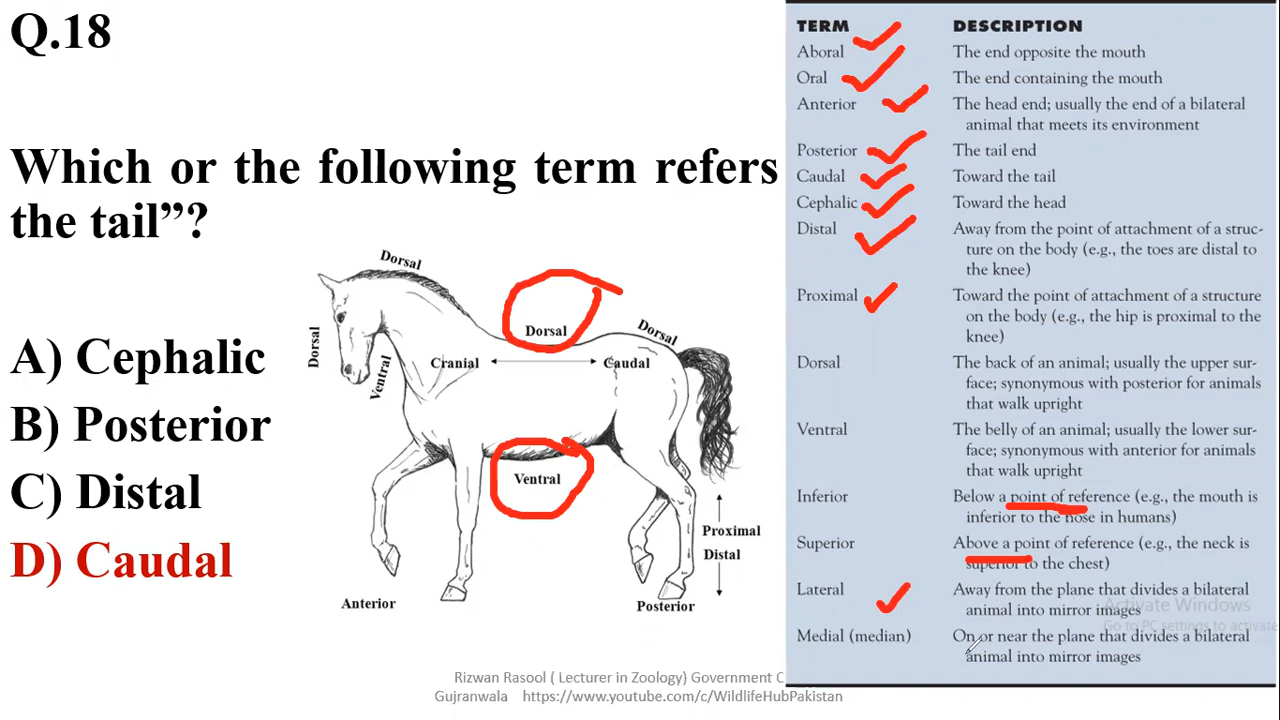 Q.18
Which or the following term refers
the tail”?
A) Cephalic
B) Posterior
C) Distal
D) Caudal
Dorsal
Dorsal
Dorsal
Dorsal
Ventral
Cranial
Caudal
Ventral
Proximal
Distal
Anterior
Posterior
TERM DESCRIPTION
Aboral The end opposite the mouth
Oral The end containing the mouth
Anterior The head end; usually the end of a bilateral
animal that meets its environment
Posterior The tail end
Caudal Toward the tail
Cephalic Toward the head
Distal Away from the point of attachment of a struc-
ture on the body (e.g., the toes are distal to
the knee)
Proximal Toward the point of attachment of a structure
on the body (e.g., the hip is proximal to the
knee)
Dorsal The back of an animal; usually the upper sur-
face; synonymous with posterior for animals
that walk upright
Ventral The belly of an animal; usually the lower sur-
face; synonymous with anterior for animals
that walk upright
Inferior Below a point of reference (e.g., the mouth is
inferior to the nose in humans)
Superior Above a point of reference (e.g., the neck is
superior to the chest)
Lateral Away from the plane that divides a bilateral
animal into mirror images
Medial (median) On or near the plane that divides a bilateral
animal into mirror images
Activate Windows
Go to PC settings to activate
Rizwan Rasool ( Lecturer in Zoology) Government C
Gujranwala https://www.youtube.com/c/WildlifeHubPakistan